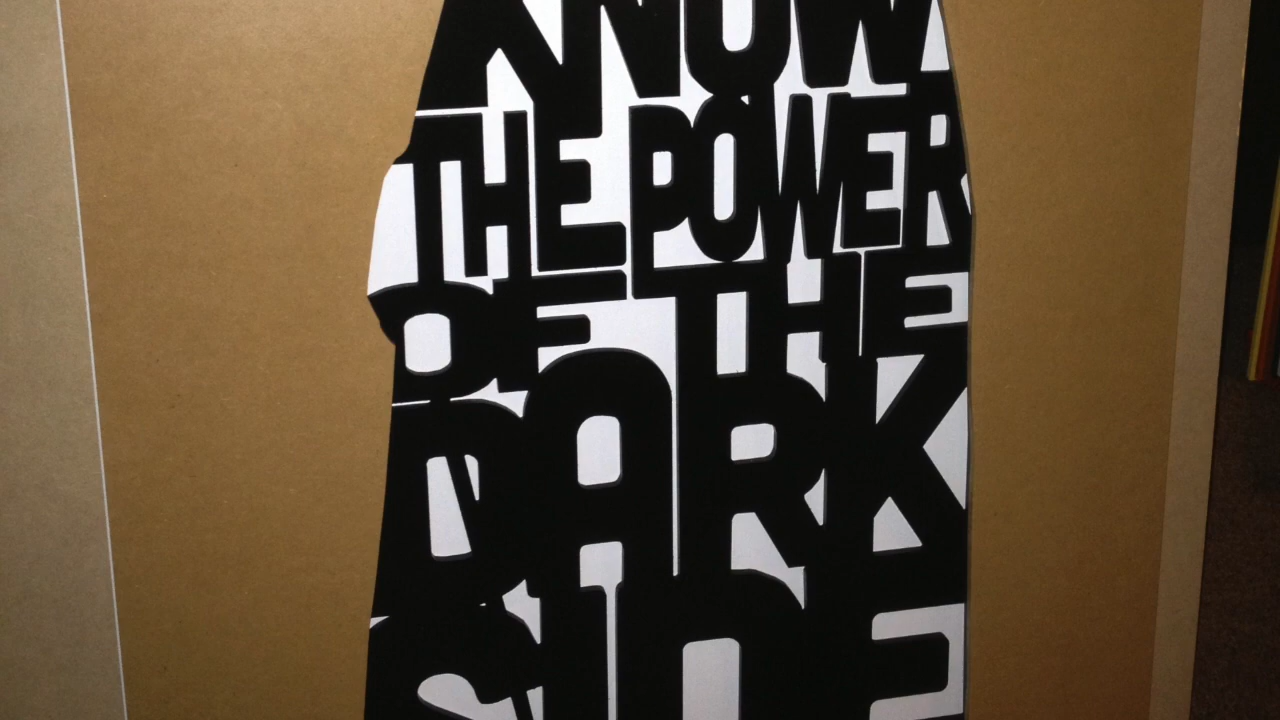 KNOW
THE POWER
OF THE
DARK
SIDE